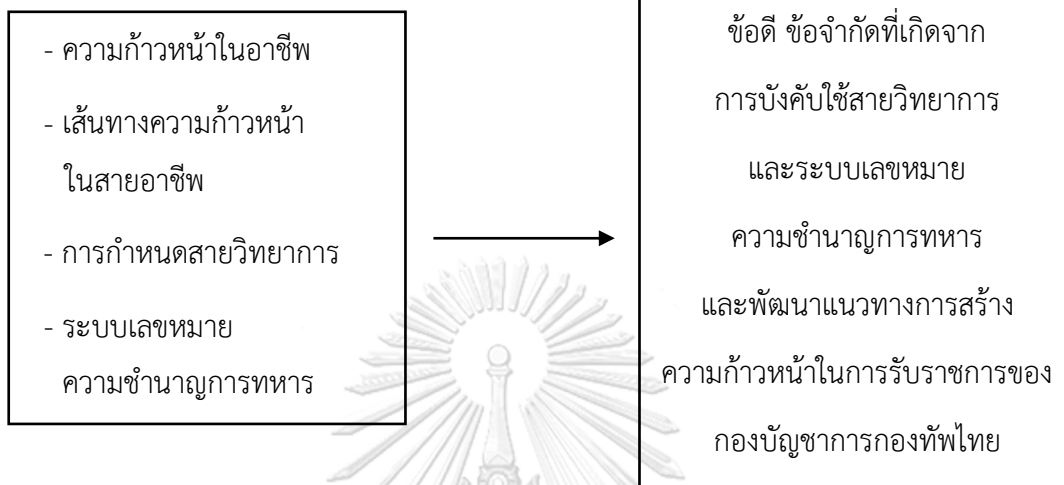 - ความก้าวหน้าในอาชีพ
- เส้นทางความก้าวหน้า
ในสายอาชีพ
- การกำหนดสายวิทยาการ
- ระบบเลขหมาย
ความชำนาญการทหาร
ข้อดี ข้อจำกัดที่เกิดจาก
การบังคับใช้สายวิทยาการ
และระบบเลขหมาย
ความชำนาญการทหาร
และพัฒนาแนวทางการสร้าง
ความก้าวหน้าในการรับราชการของ
กองบัญชาการกองทัพไทย